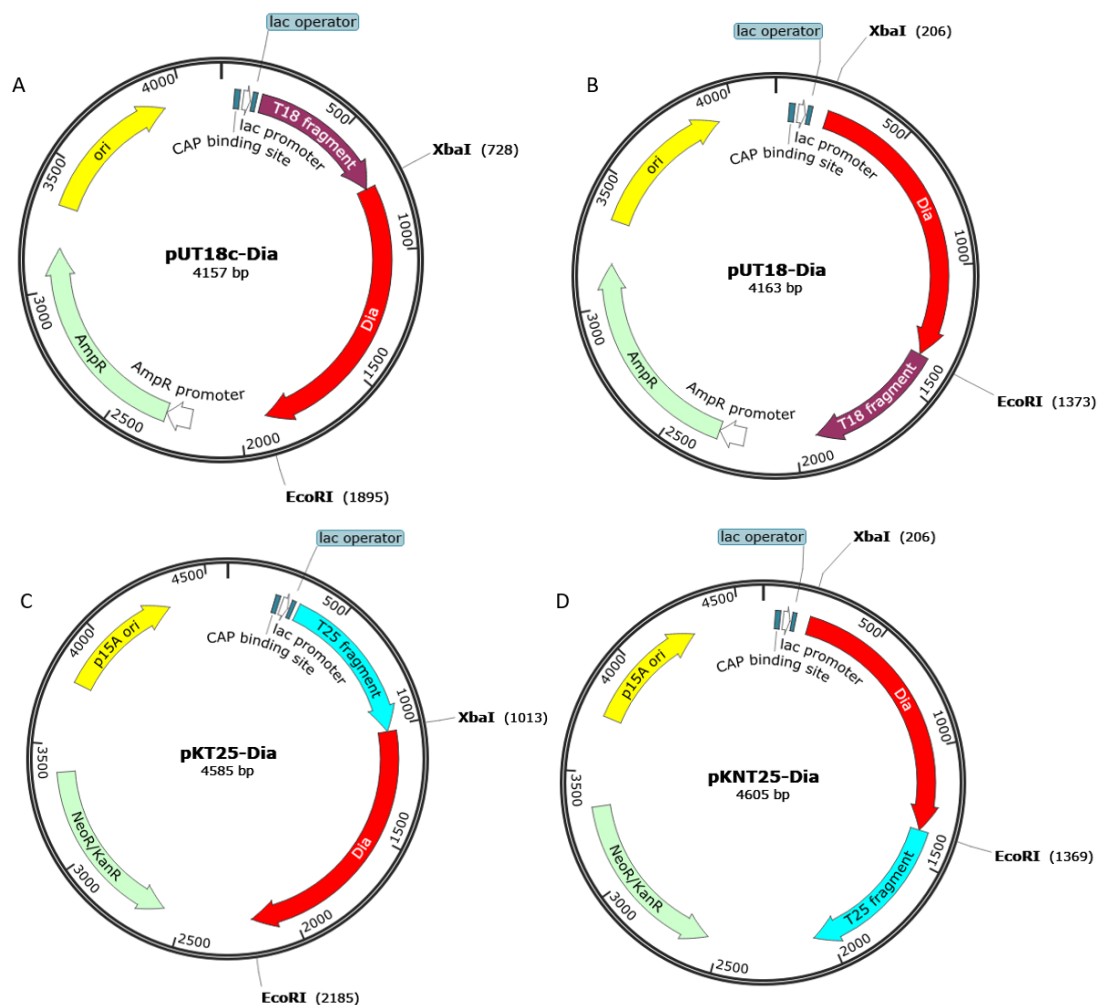 A
lac operator
4000
500
ori
T18 fragment
lac promoter
CAP binding site
XbaI (728)
3500
1000
pUT18c-Dia
4157 bp
3000
Dia
AmpR
AmpR promoter
1500
2500
2000
EcoRI (1895)
B
lac operator
XbaI (206)
4000
500
ori
lac promoter
CAP binding site
3500
Dia
1000
pUT18-Dia
4163 bp
3000
AmpR
AmpR promoter
1500
EcoRI (1373)
T18 fragment
2500
2000
C
lac operator
4500
500
4000
p15A ori
T25 fragment
lac promoter
CAP binding site
1000
XbaI (1013)
3500
pKT25-Dia
4585 bp
NeoR/KanR
1500
Dia
3000
2000
2500
EcoRI (2185)
D
lac operator
XbaI (206)
4500
500
4000
p15A ori
lac promoter
CAP binding site
Dia
1000
3500
pKNT25-Dia
4605 bp
NeoR/KanR
1500
EcoRI (1369)
T25 fragment
3000
2000
2500